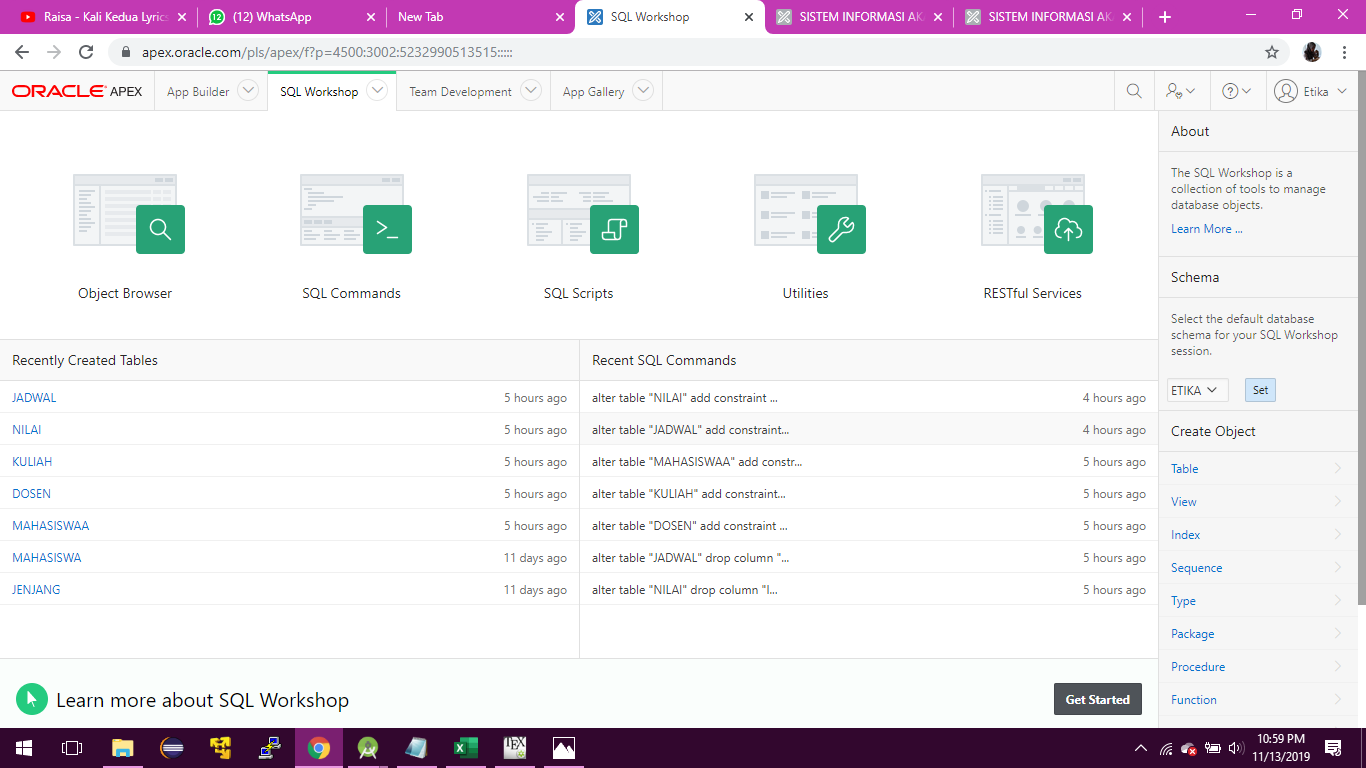 Raisa - Kali Kedua Lyrics
(12) WhatsApp
New Tab
SQL Workshop
SISTEM INFORMASI AK
SISTEM INFORMASI AK
apex.oracle.com/pls/apex/f?p=4500:3002:5232990513515:::::
ORACLE APEX
App Builder
SQL Workshop
Team Development
App Gallery
Etika
Object Browser
SQL Commands
SQL Scripts
Utilities
RESTful Services
Recently Created Tables
JADWAL 5 hours ago
NILAI 5 hours ago
KULIAH 5 hours ago
DOSEN 5 hours ago
MAHASISWAA 5 hours ago
MAHASISWA 11 days ago
JENJANG 11 days ago
Recent SQL Commands
alter table "NILAI" add constraint ... 4 hours ago
alter table "JADWAL" add constraint... 4 hours ago
alter table "MAHASISWAA" add constr... 5 hours ago
alter table "KULIAH" add constraint... 5 hours ago
alter table "DOSEN" add constraint ... 5 hours ago
alter table "JADWAL" drop column "... 5 hours ago
alter table "NILAI" drop column "I... 5 hours ago
Learn more about SQL Workshop
Get Started
About
The SQL Workshop is a
collection of tools to manage
database objects.
Learn More ...
Schema
Select the default database
schema for your SQL Workshop
session.
ETIKA
Set
Create Object
Table
View
Index
Sequence
Type
Package
Procedure
Function
10:59 PM
11/13/2019